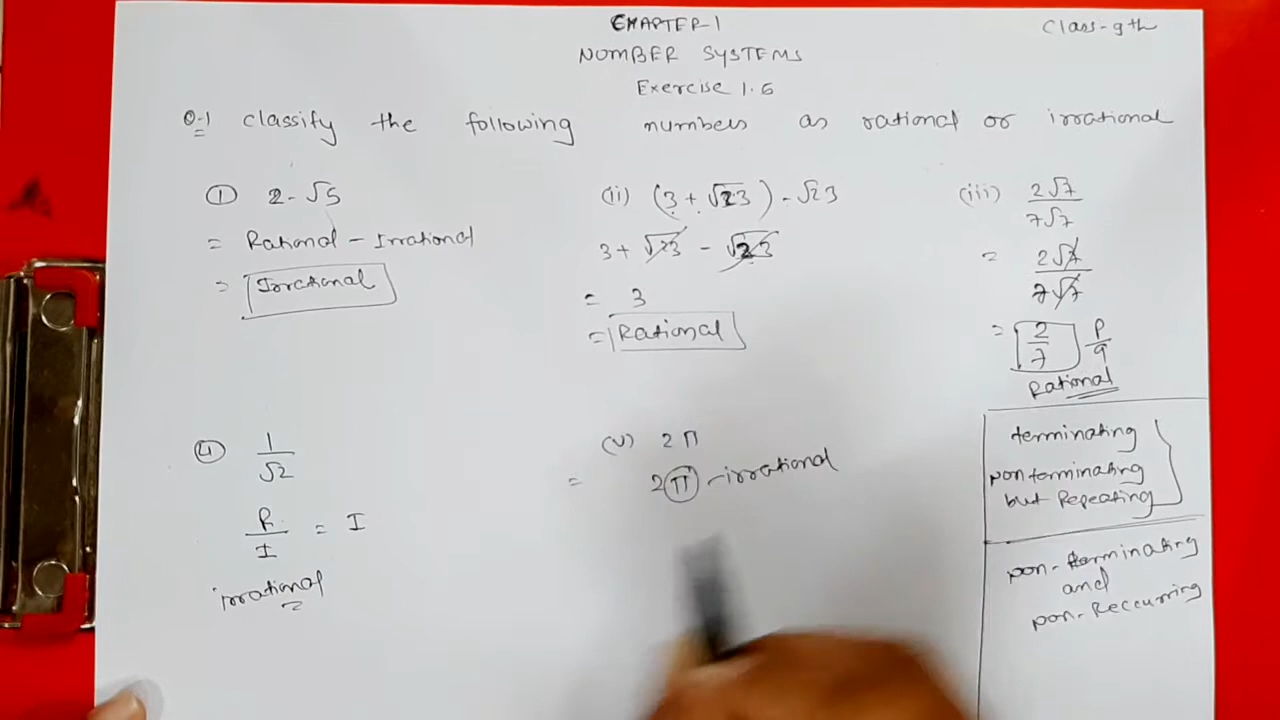 CHAPTER-1
Class-9th
NUMBER SYSTEMS
Exercise 1.5
Q-1 classify the following numbers as rational or irrational
① 2-√5
= Rational - Irrational
= Irrational
(ii) (3 + √23) - √23
3 + √23 - √23
= 3
= Rational
(iii) 2√7/7√7
= 2√7/7√7
= 2/7 P/q
Rational
④ 1/√2
R/I = I
irrational
=
(v) 2π
= 2π - irrational
terminating
non terminating
but Repeating
non-terminating
and
non-Reccurring